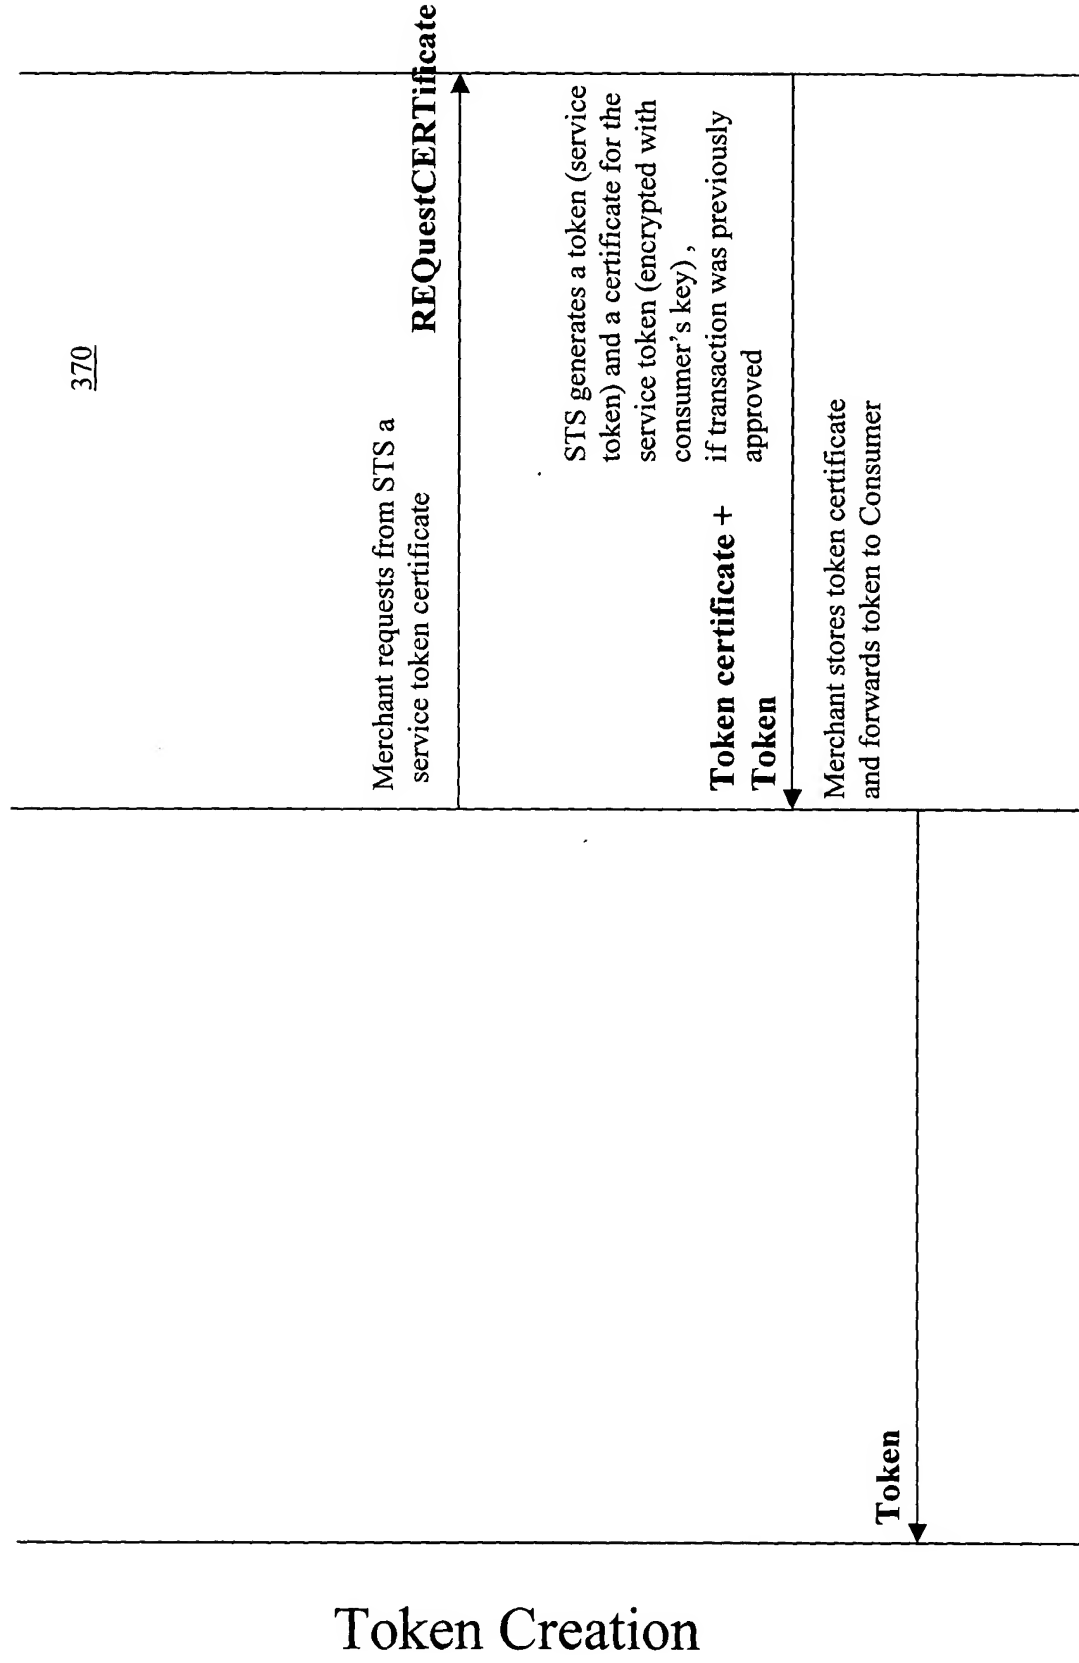 370
Merchant requests from STS a
service token certificate
REQuestCERTificate
STS generates a token (service
token) and a certificate for the
service token (encrypted with
consumer's key) ,
if transaction was previously
approved
Token certificate +
Token
Merchant stores token certificate
and forwards token to Consumer
Token
Token Creation